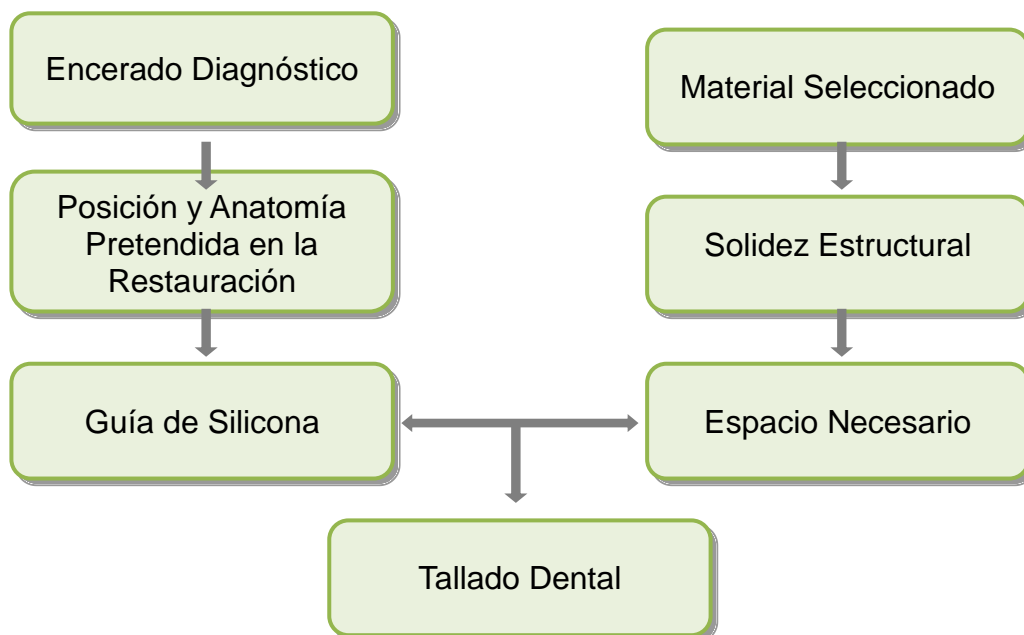 Encerado Diagnóstico
Material Seleccionado
Posición y Anatomía
Pretendida en la
Restauración
Solidez Estructural
Guía de Silicona
Espacio Necesario
Tallado Dental